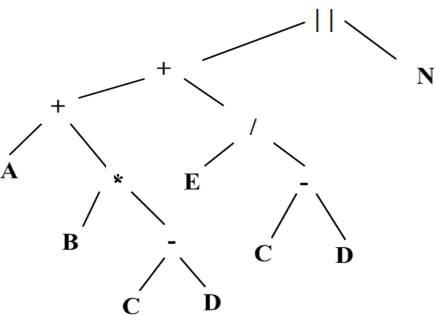 ||
+ N
+ /
A * E -
B - C D
C D